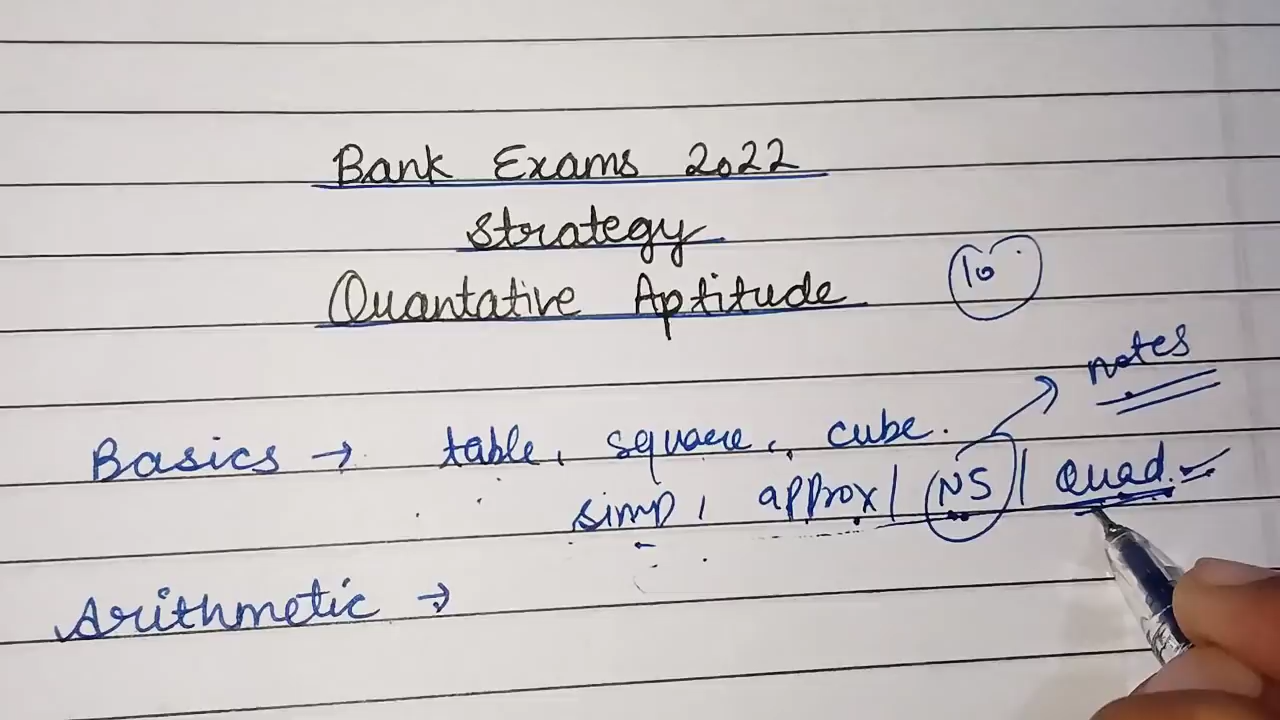 Bank Exams 2022
Strategy
Quantative Aptitude
10
notes
Basics → table, square, cube.
simp, approx / NS / Quad.
Arithmetic →